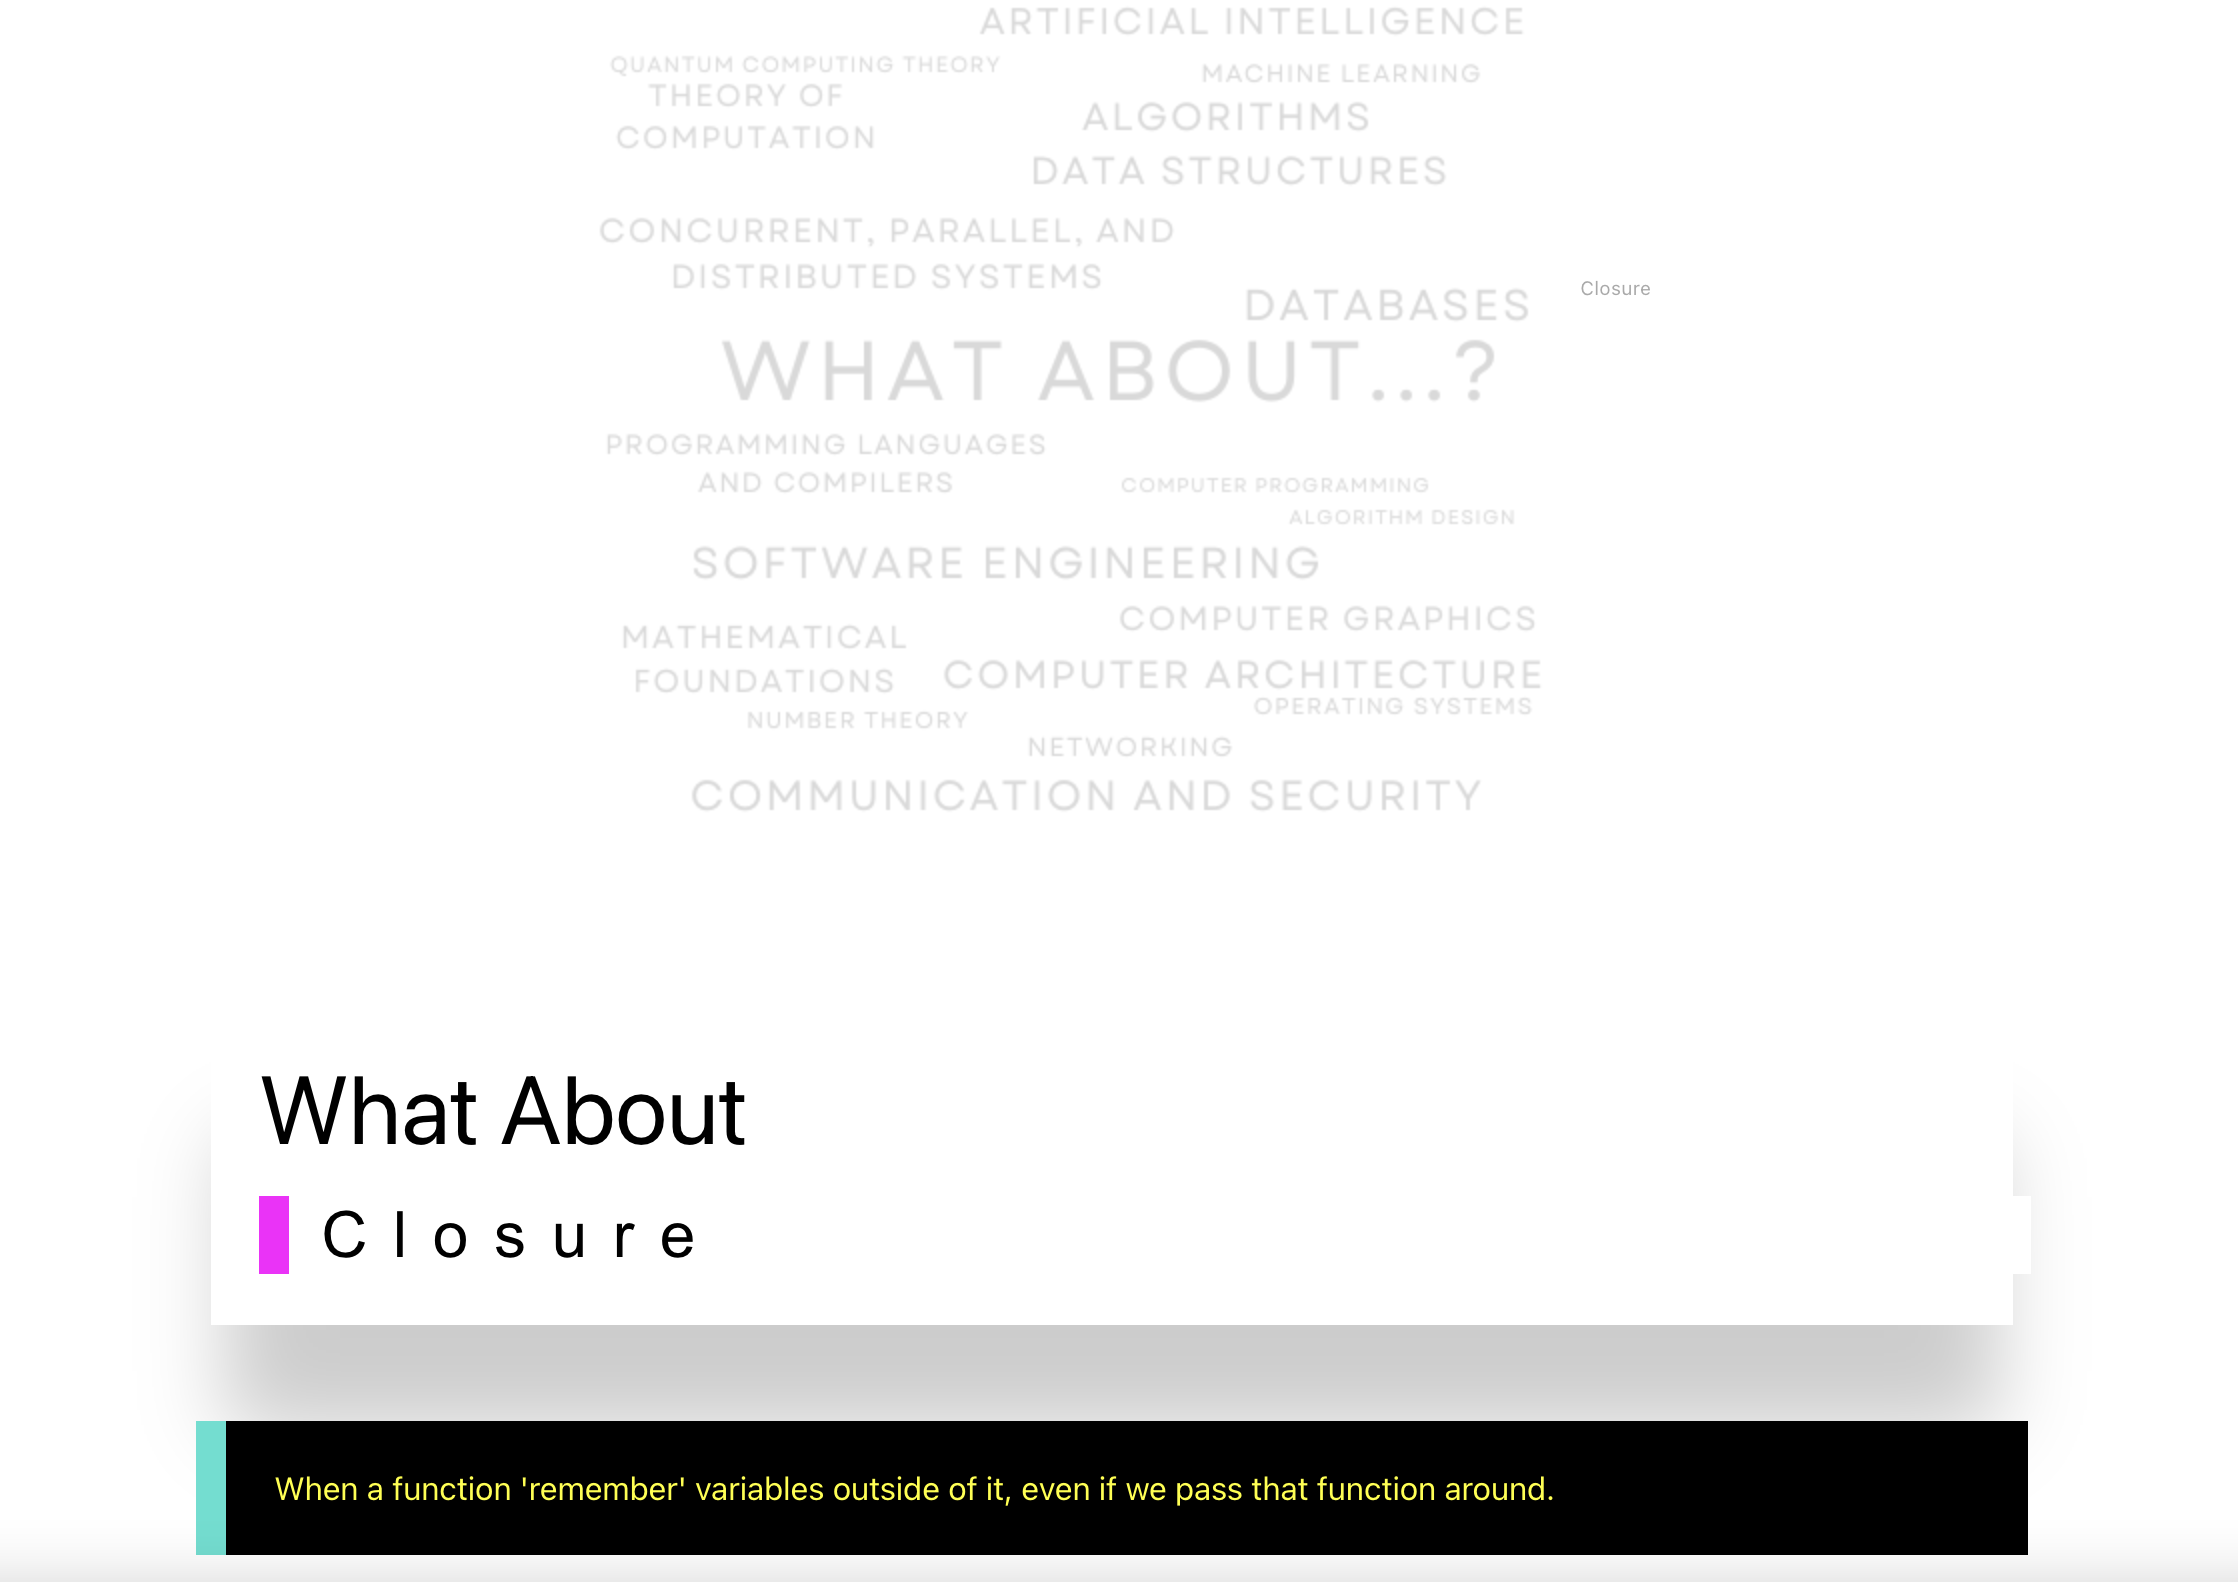 ARTIFICIAL INTELLIGENCE
QUANTUM COMPUTING THEORY
MACHINE LEARNING
THEORY OF
COMPUTATION
ALGORITHMS
DATA STRUCTURES
CONCURRENT, PARALLEL, AND
DISTRIBUTED SYSTEMS
DATABASES
Closure
WHAT ABOUT...?
PROGRAMMING LANGUAGES
AND COMPILERS
COMPUTER PROGRAMMING
ALGORITHM DESIGN
SOFTWARE ENGINEERING
COMPUTER GRAPHICS
MATHEMATICAL
FOUNDATIONS
COMPUTER ARCHITECTURE
OPERATING SYSTEMS
NUMBER THEORY
NETWORKING
COMMUNICATION AND SECURITY
What About
Closure
When a function 'remember' variables outside of it, even if we pass that function around.